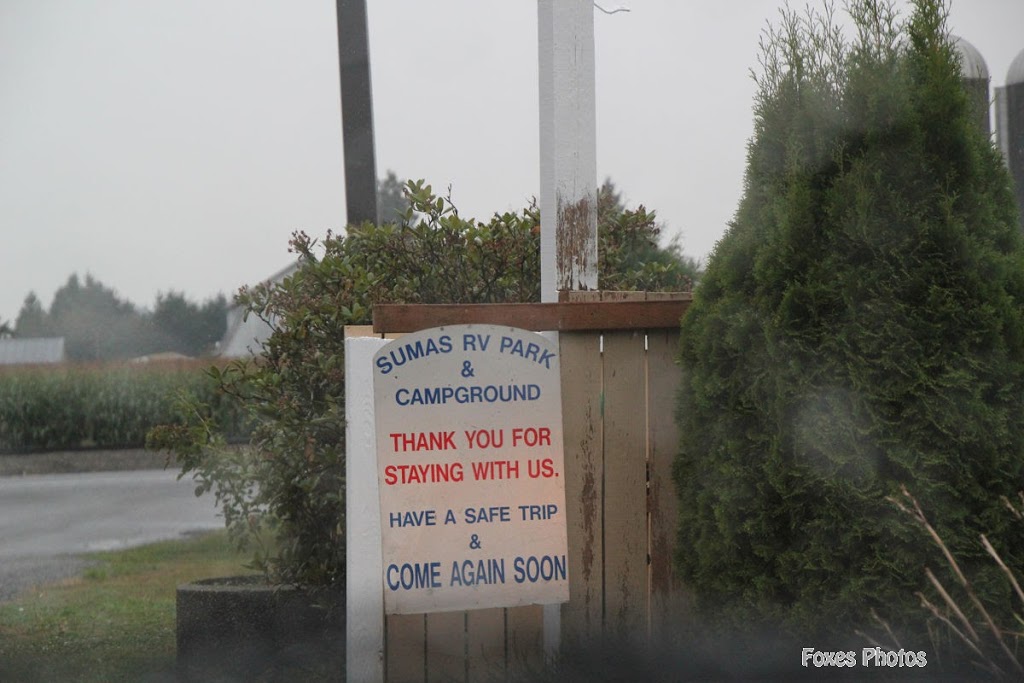 SUMAS RV PARK
&
CAMPGROUND
THANK YOU FOR
STAYING WITH US.
HAVE A SAFE TRIP
&
COME AGAIN SOON
Foxes Photos